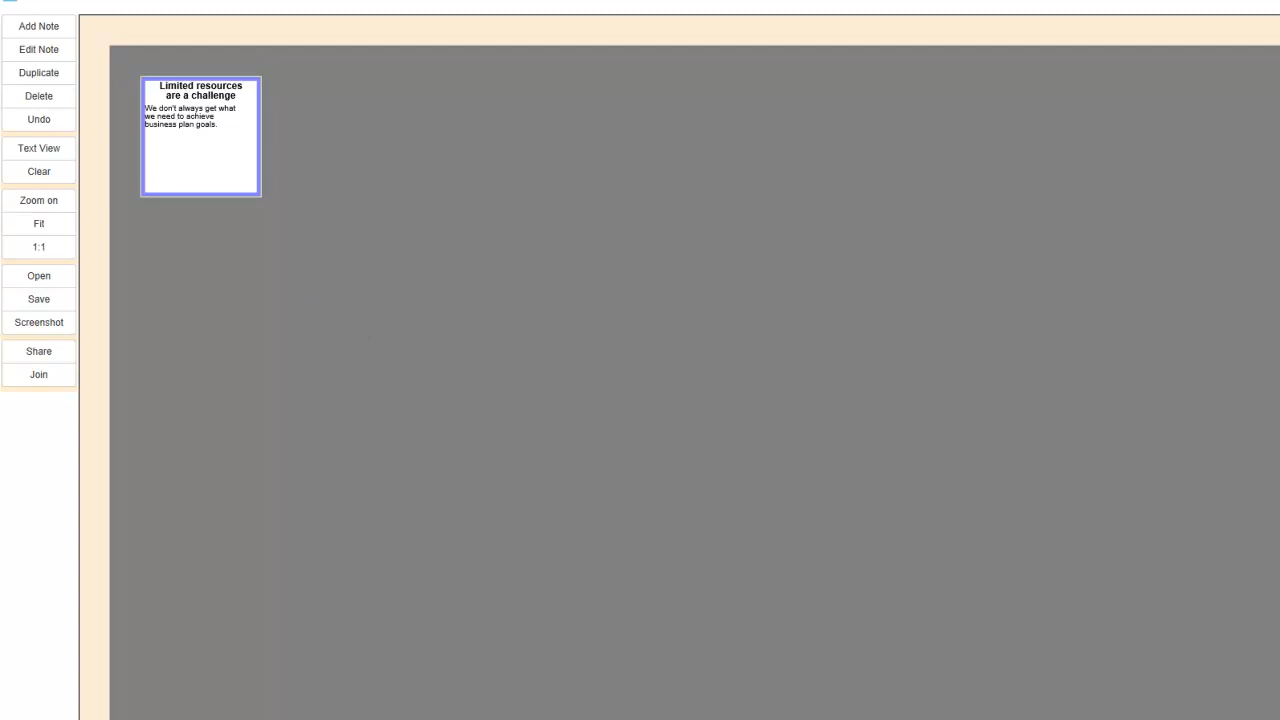 Add Note
Edit Note
Duplicate
Delete
Undo
Text View
Clear
Zoom on
Fit
1:1
Open
Save
Screenshot
Share
Join
Limited resources
are a challenge
We don't always get what
we need to achieve
business plan goals.